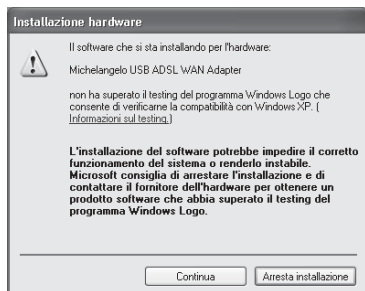 Installazione hardware
Il software che si sta installando per l'hardware:
Michelangelo USB ADSL WAN Adapter
non ha superato il testing del programma Windows Logo che
consente di verificarne la compatibilità con Windows XP. (
Informazioni sul testing.)
L'installazione del software potrebbe impedire il corretto
funzionamento del sistema o renderlo instabile.
Microsoft consiglia di arrestare l'installazione e di
contattare il fornitore dell'hardware per ottenere un
prodotto software che abbia superato il testing del
programma Windows Logo.
Continua
Arresta installazione